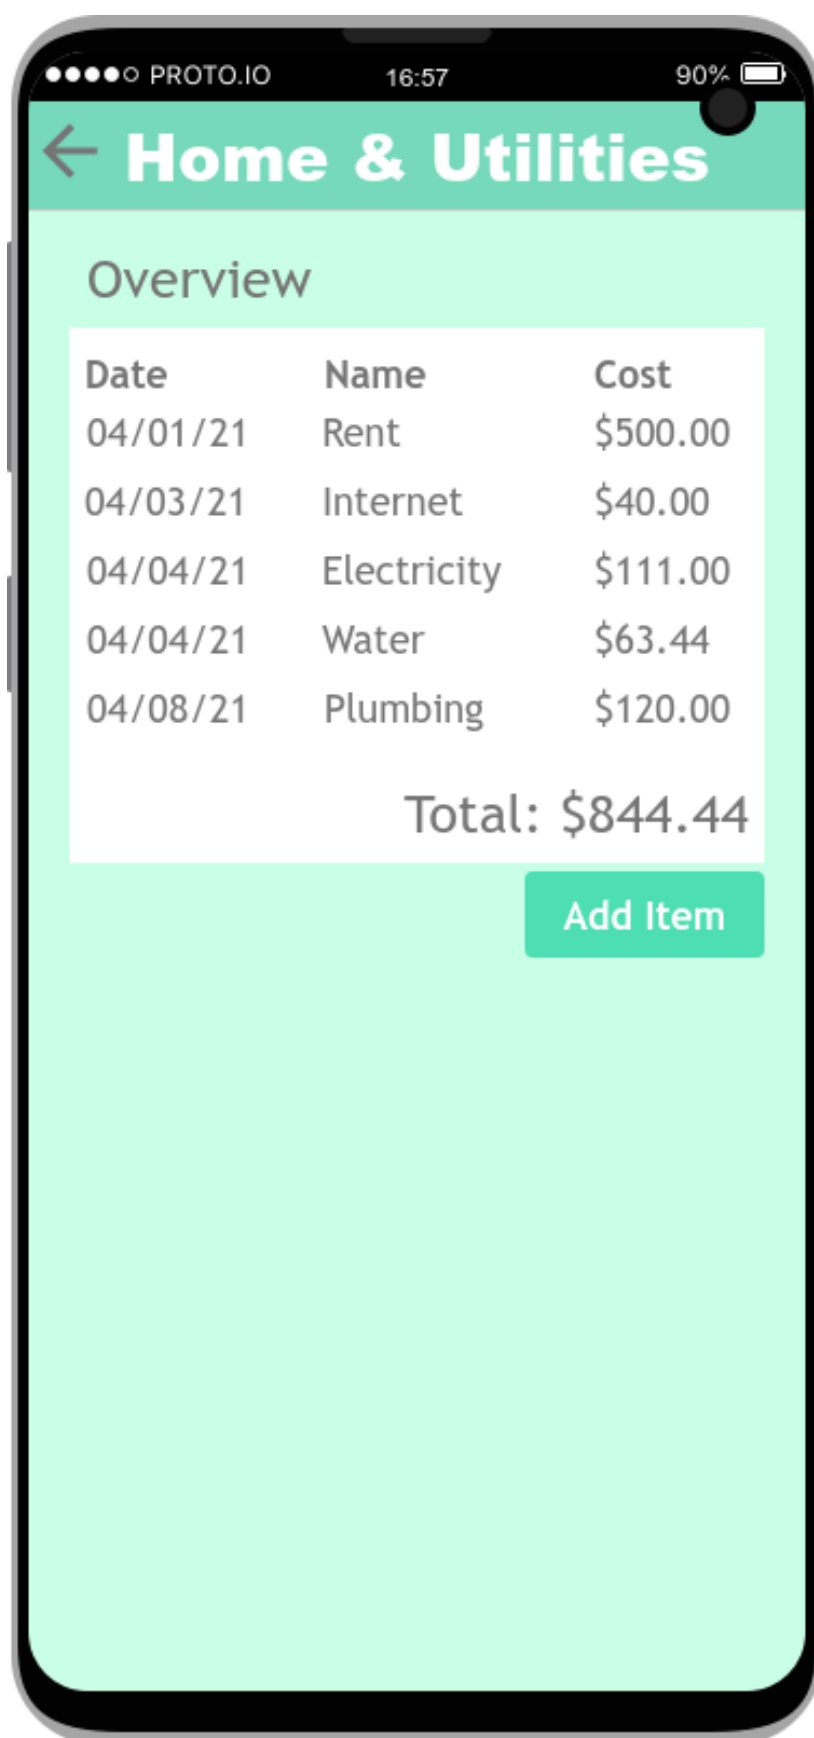 PROTO.IO 16:57 90%
Home & Utilities
Overview
Date Name Cost
04/01/21 Rent $500.00
04/03/21 Internet $40.00
04/04/21 Electricity $111.00
04/04/21 Water $63.44
04/08/21 Plumbing $120.00
Total: $844.44
Add Item